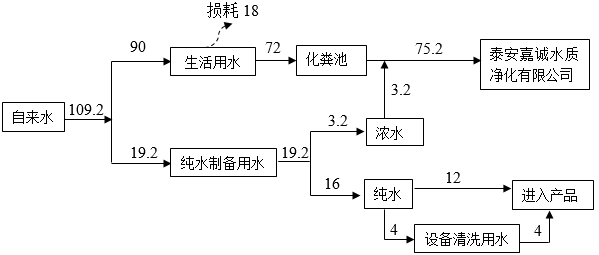 损耗 18
90
生活用水
72
化粪池
75.2
泰安嘉诚水质
净化有限公司
3.2
自来水
109.2
19.2
纯水制备用水
19.2
3.2
浓水
16
纯水
12
进入产品
4
设备清洗用水
4